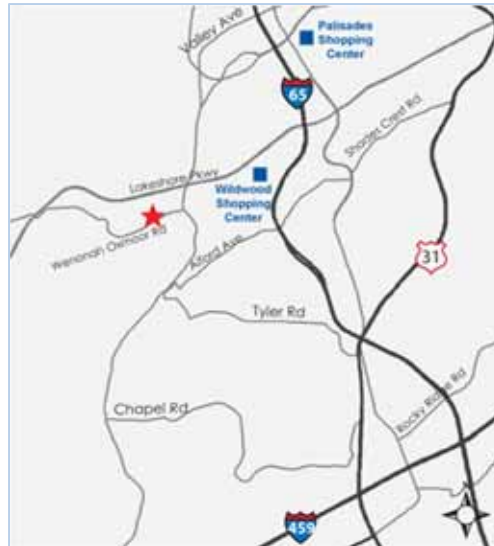 Palisades
Shopping
Center
Valley Ave
65
Shades Crest Rd.
Lakeshore Pkwy
Wildwood
Shopping
Center
Wenonah Oxmoor Rd
Alford Ave
31
Tyler Rd
Chapel Rd
Rocky Ridge Rd
459